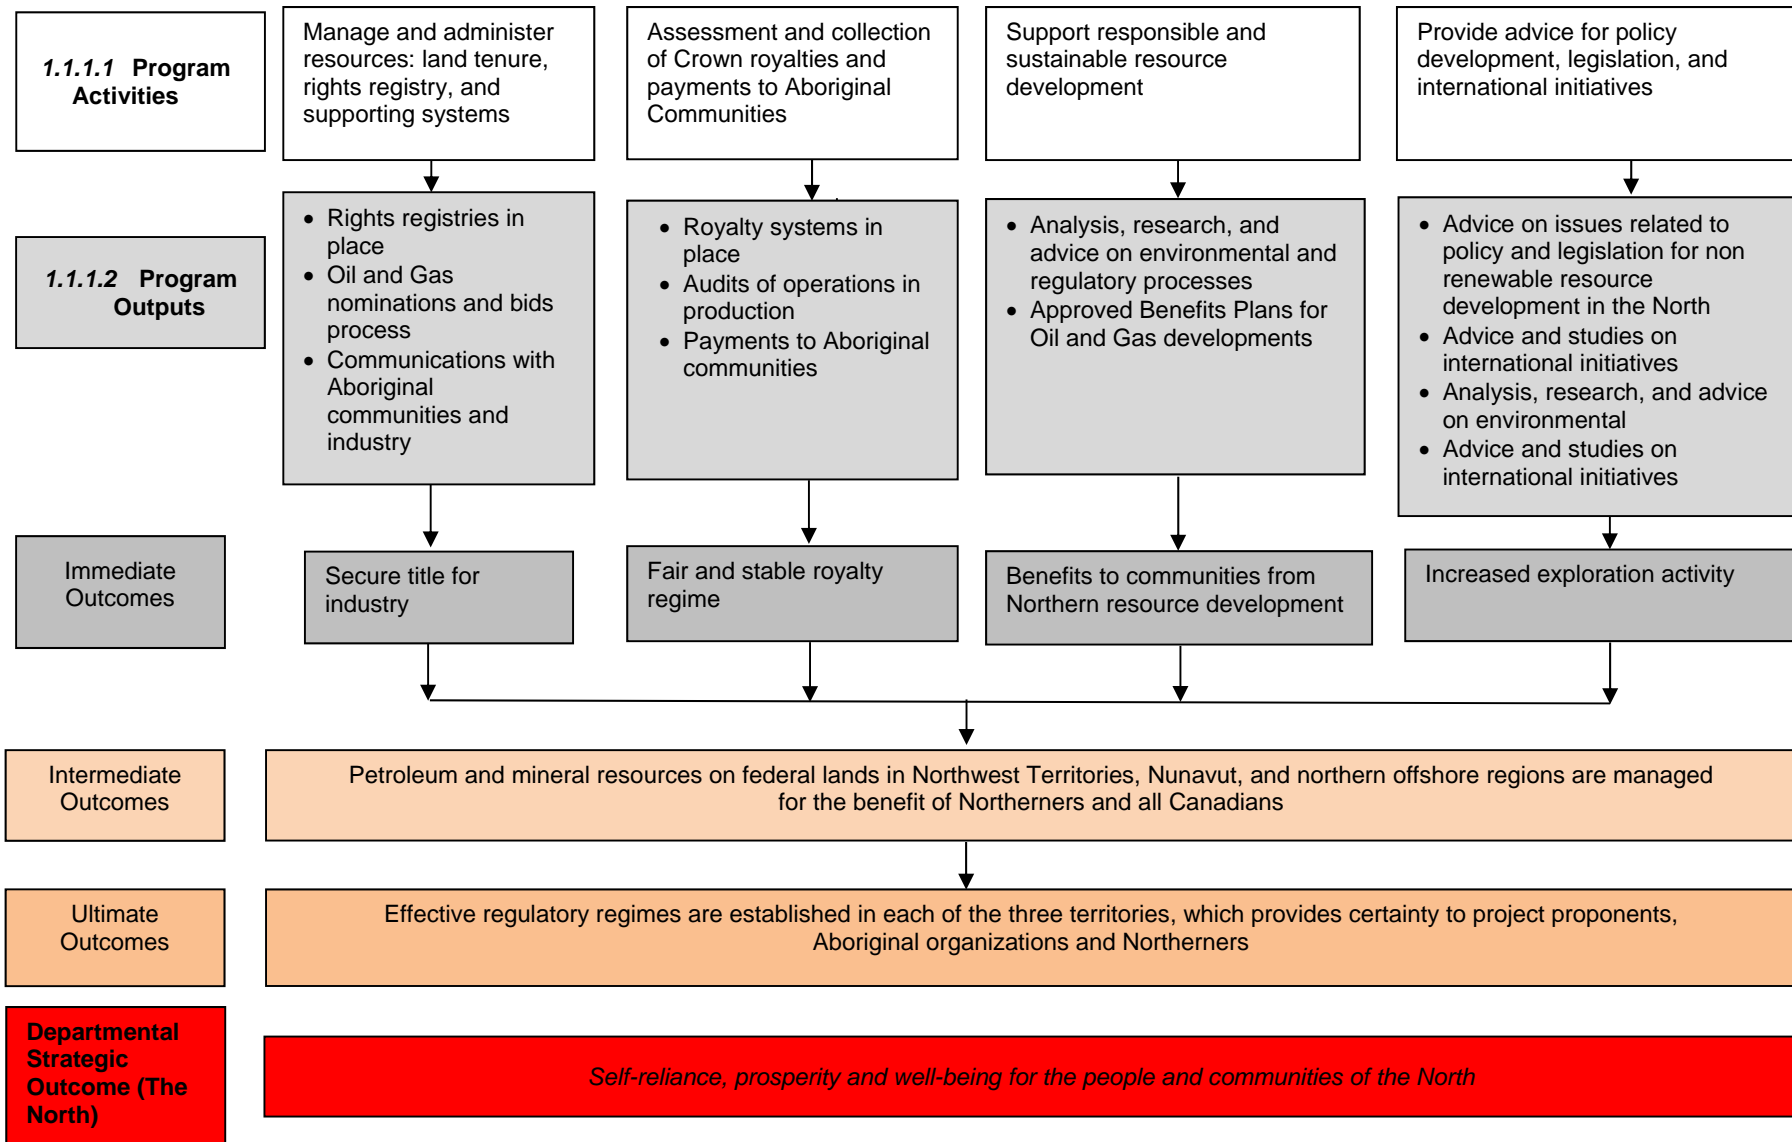 1.1.1.1 Program
Activities
Manage and administer
resources: land tenure,
rights registry, and
supporting systems
Assessment and collection
of Crown royalties and
payments to Aboriginal
Communities
Support responsible and
sustainable resource
development
Provide advice for policy
development, legislation, and
international initiatives
1.1.1.2 Program
Outputs
• Rights registries in
place
• Oil and Gas
nominations and bids
process
• Communications with
Aboriginal
communities and
industry
• Royalty systems in
place
• Audits of operations in
production
• Payments to Aboriginal
communities
• Analysis, research, and
advice on environmental and
regulatory processes
• Approved Benefits Plans for
Oil and Gas developments
• Advice on issues related to
policy and legislation for non
renewable resource
development in the North
• Advice and studies on
international initiatives
• Analysis, research, and advice
on environmental
• Advice and studies on
international initiatives
Immediate
Outcomes
Secure title for
industry
Fair and stable royalty
regime
Benefits to communities from
Northern resource development
Increased exploration activity
Intermediate
Outcomes
Petroleum and mineral resources on federal lands in Northwest Territories, Nunavut, and northern offshore regions are managed
for the benefit of Northerners and all Canadians
Ultimate
Outcomes
Effective regulatory regimes are established in each of the three territories, which provides certainty to project proponents,
Aboriginal organizations and Northerners
Departmental
Strategic
Outcome (The
North)
Self-reliance, prosperity and well-being for the people and communities of the North